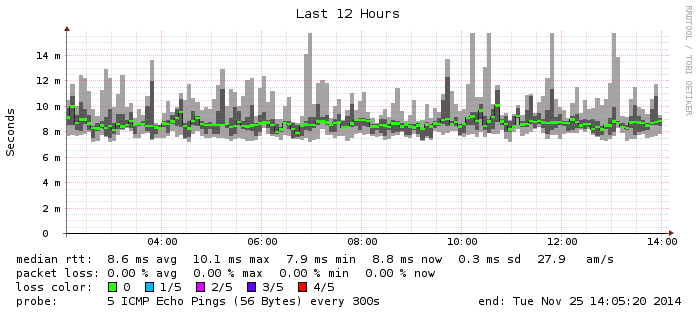 Last 12 Hours
RRDTOOL / TOBI OETIKER
Seconds
14 m
12 m
10 m
8 m
6 m
4 m
2 m
0
04:00 06:00 08:00 10:00 12:00 14:00
median rtt: 8.6 ms avg 10.1 ms max 7.9 ms min 8.8 ms now 0.3 ms sd 27.9 am/s
packet loss: 0.00 % avg 0.00 % max 0.00 % min 0.00 % now
loss color: 0 1/5 2/5 3/5 4/5
probe: 5 ICMP Echo Pings (56 Bytes) every 300s end: Tue Nov 25 14:05:20 2014